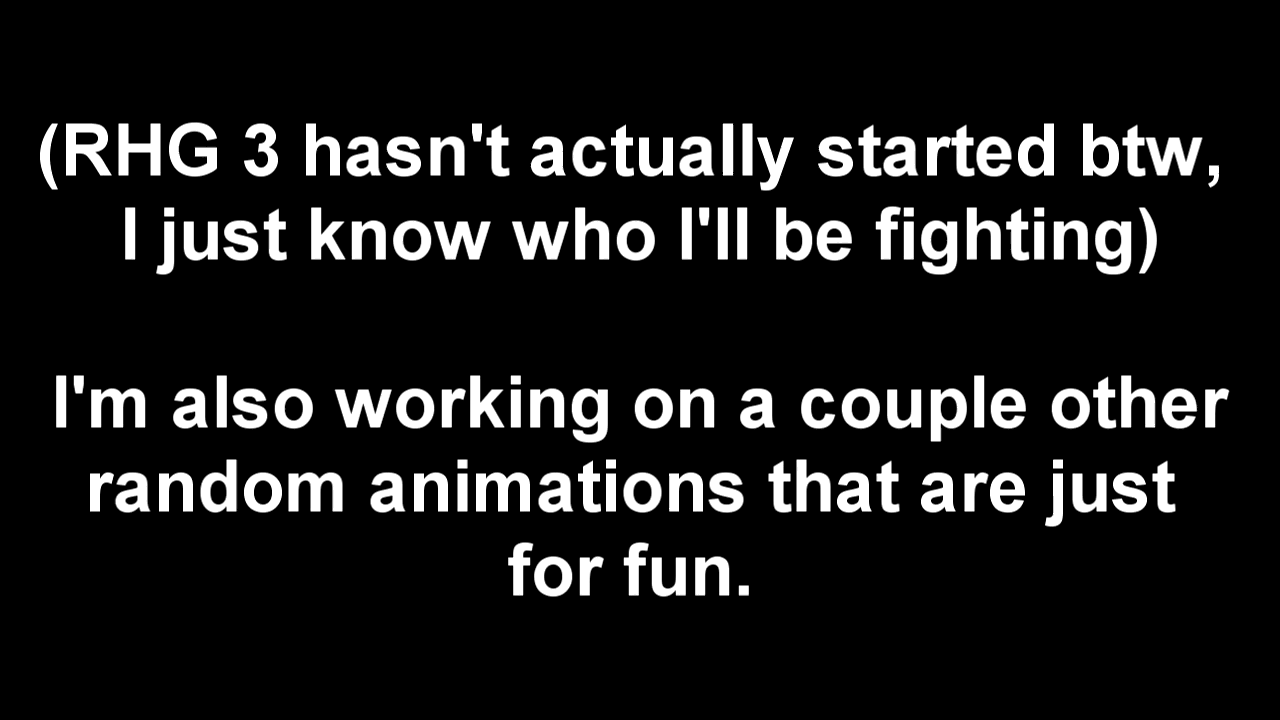 (RHG 3 hasn't actually started btw,
I just know who I'll be fighting)
I'm also working on a couple other
random animations that are just
for fun.